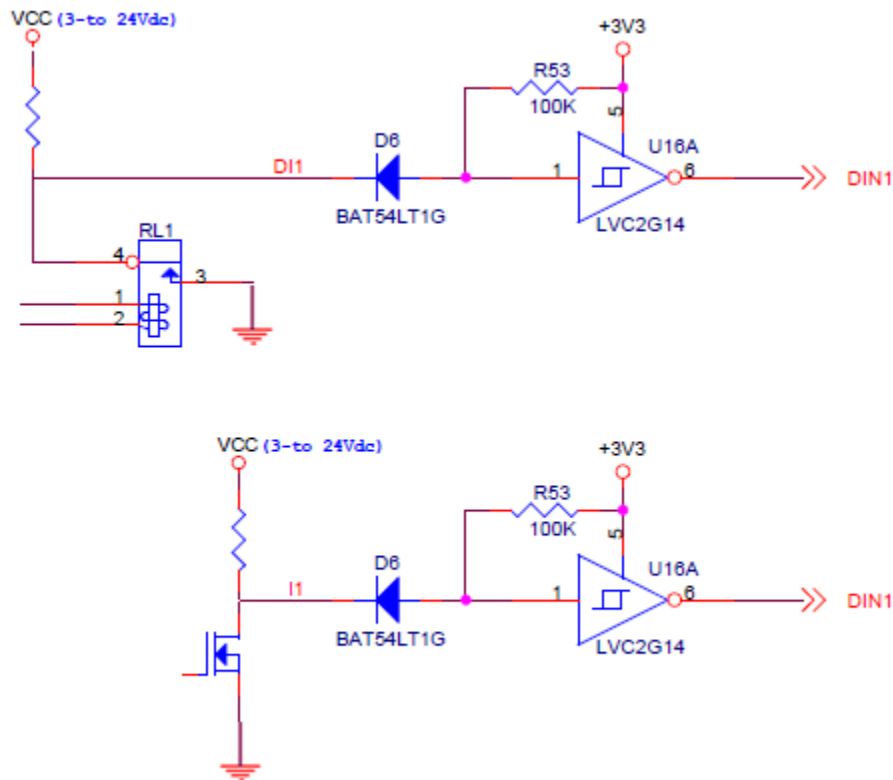 VCC (3-to 24Vdc)
+3V3
R53
100K
5
D6
U16A
DI1
1
6
DIN1
BAT54LT1G
LVC2G14
RL1
4
3
1
2
VCC (3-to 24Vdc)
+3V3
R53
100K
5
D6
U16A
I1
1
6
DIN1
BAT54LT1G
LVC2G14